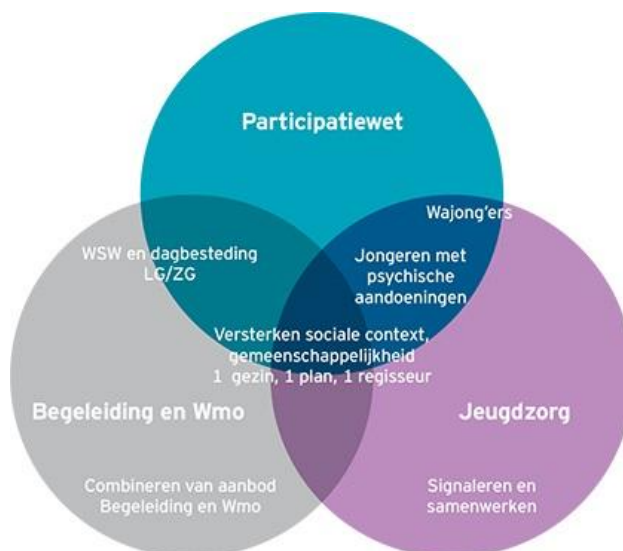 Participatiewet
Wajong'ers
WSW en dagbesteding
LG/ZG
Jongeren met
psychische
aandoeningen
Versterken sociale context,
gemeenschappelijkheid
1 gezin, 1 plan, 1 regisseur
Begeleiding en Wmo
Jeugdzorg
Combineren van aanbod
Begeleiding en Wmo
Signaleren en
samenwerken